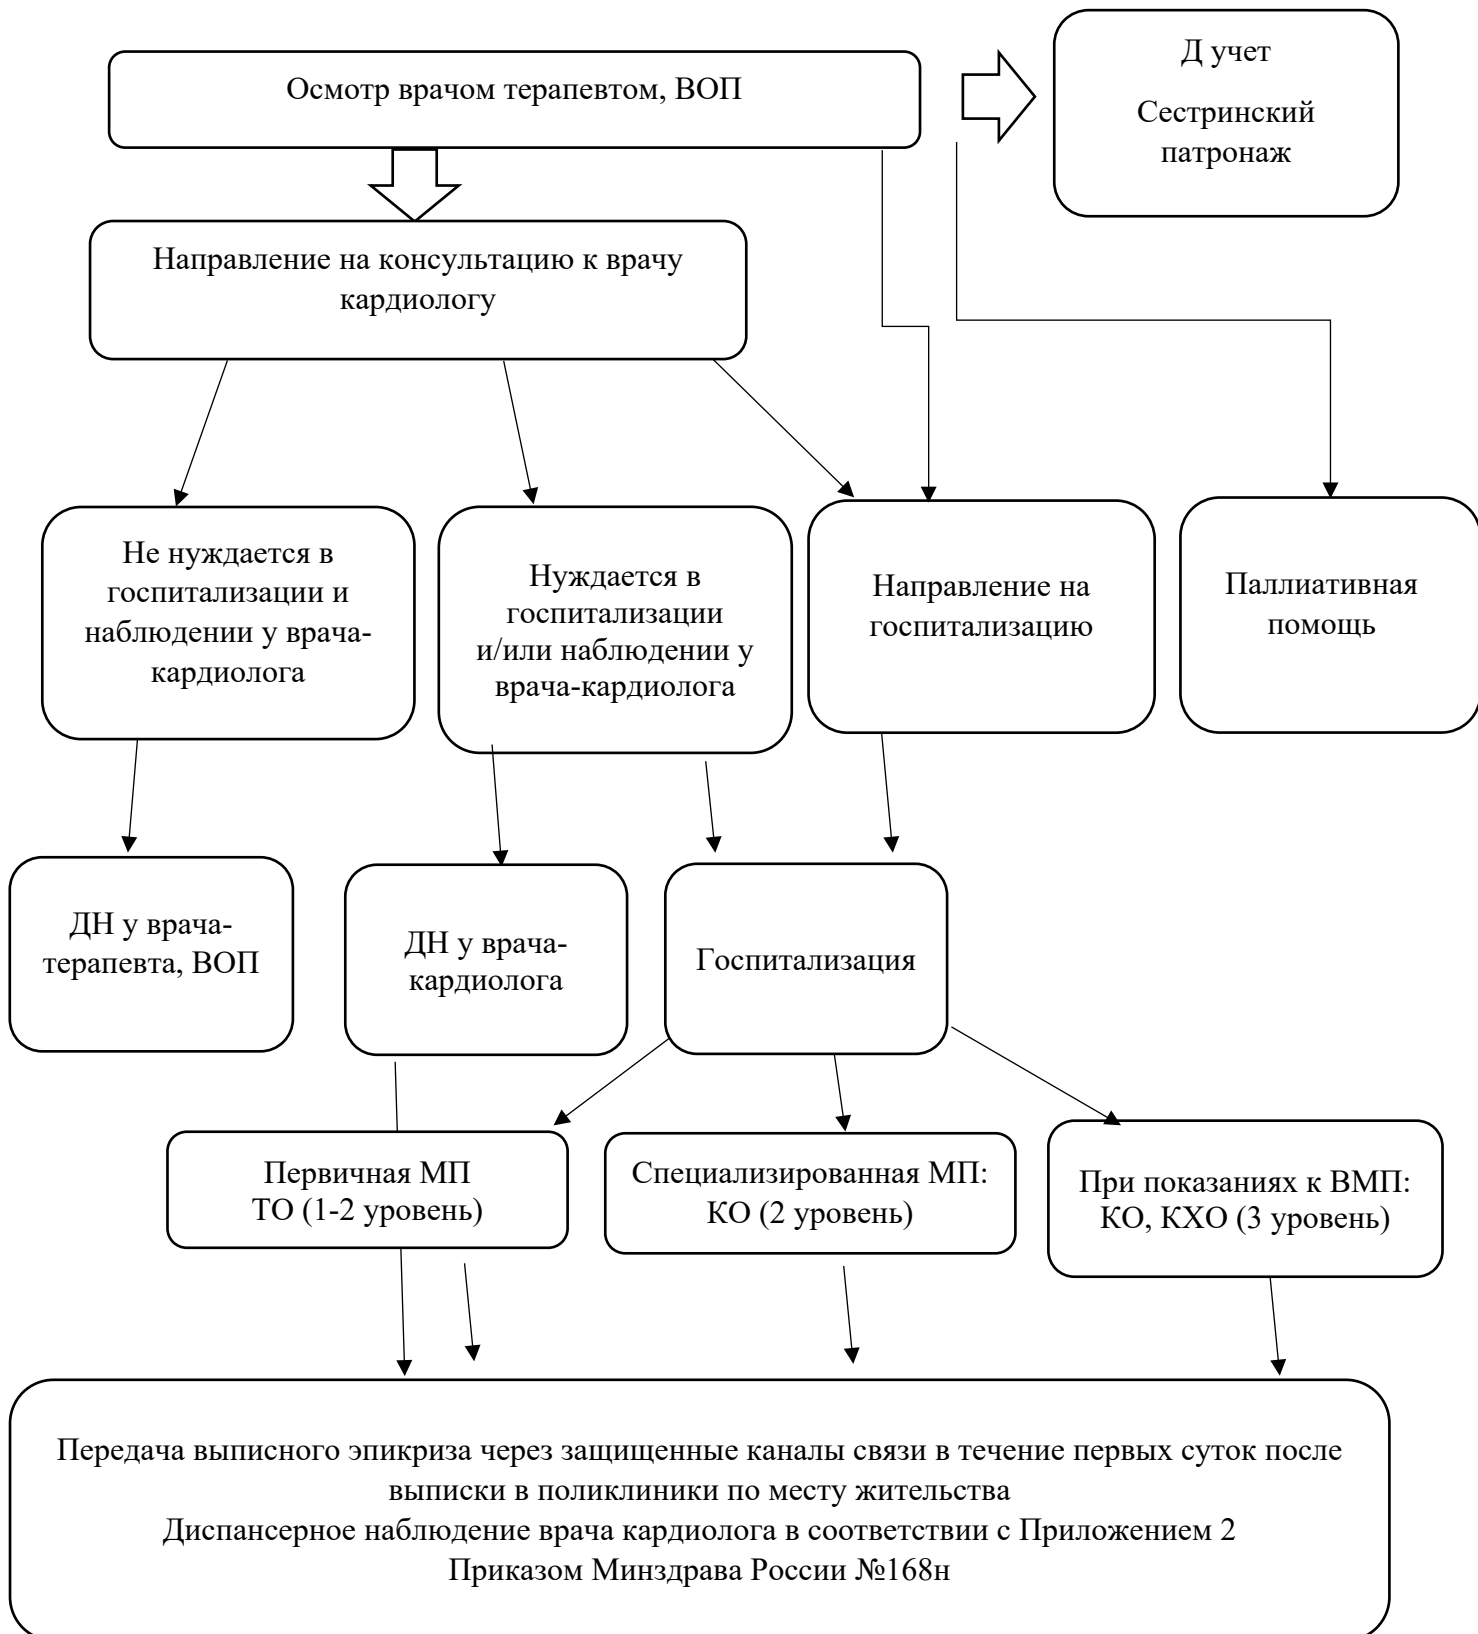 Осмотр врачом терапевтом, ВОП
Д учет
Сестринский
патронаж
Направление на консультацию к врачу
кардиологу
Не нуждается в
госпитализации и
наблюдении у врача-
кардиолога
Нуждается в
госпитализации
и/или наблюдении у
врача-кардиолога
Направление на
госпитализацию
Паллиативная
помощь
ДН у врача-
терапевта, ВОП
ДН у врача-
кардиолога
Госпитализация
Первичная МП
ТО (1-2 уровень)
Специализированная МП:
КО (2 уровень)
При показаниях к ВМП:
КО, КХО (3 уровень)
Передача выписного эпикриза через защищенные каналы связи в течение первых суток после
выписки в поликлиники по месту жительства
Диспансерное наблюдение врача кардиолога в соответствии с Приложением 2
Приказом Минздрава России №168н